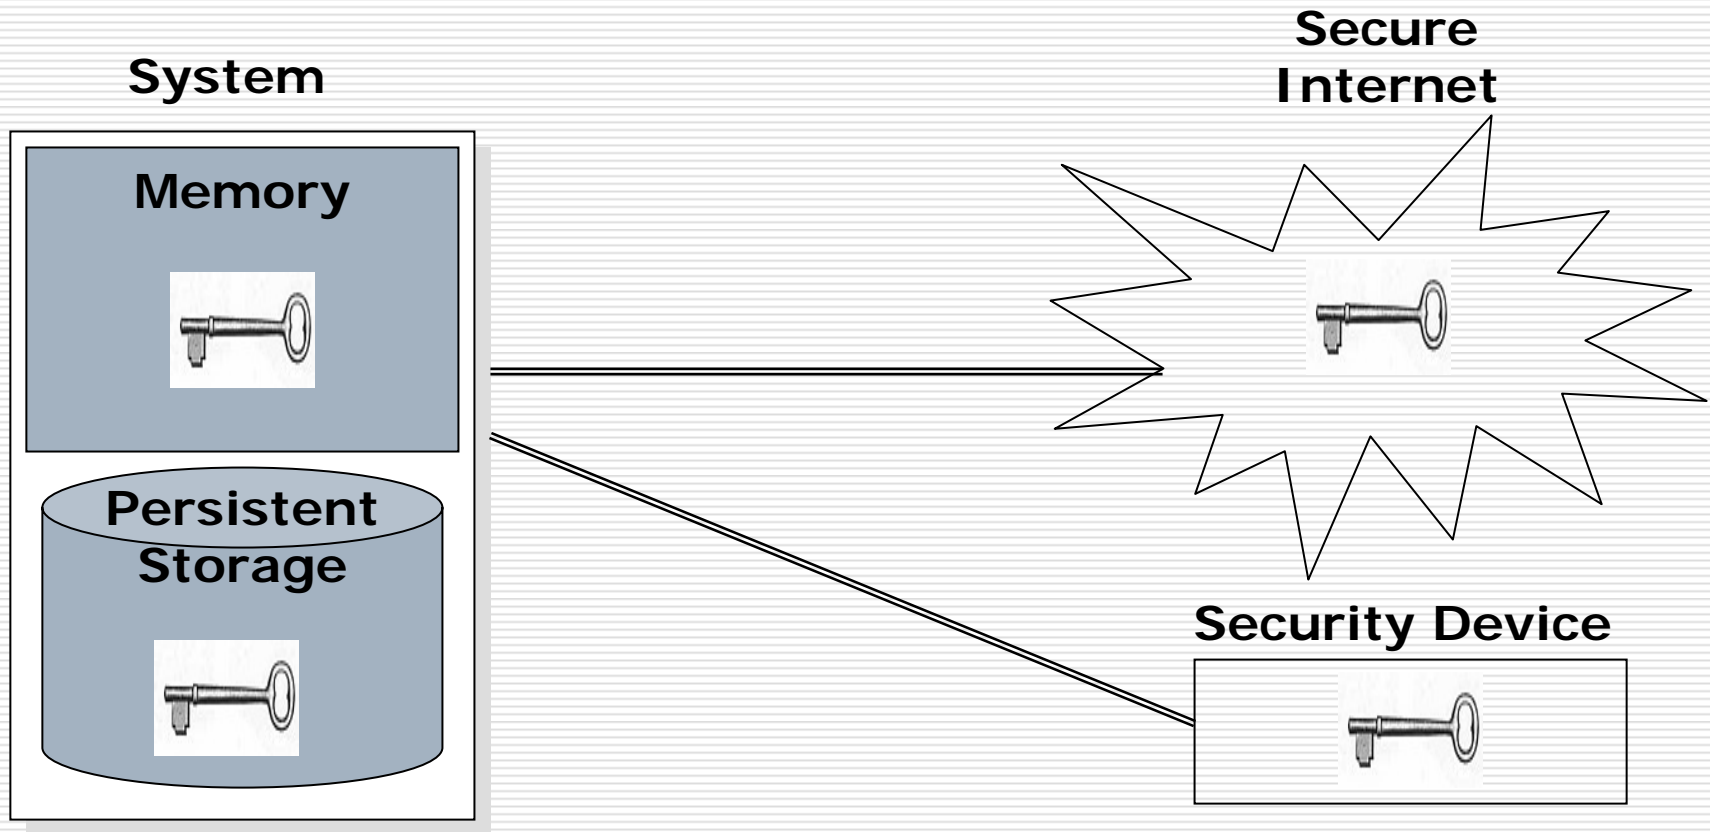 System
Memory
Persistent
Storage
Secure
Internet
Security Device